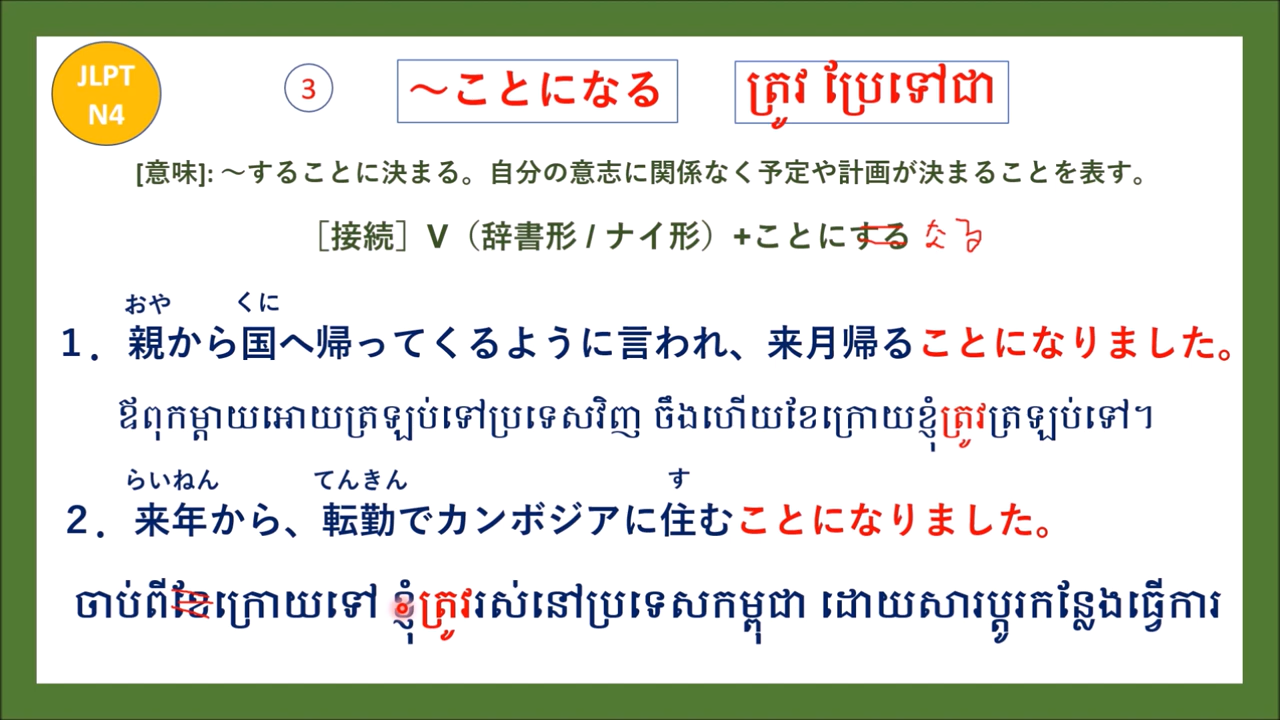 JLPT
N4
3
～ことになる
ត្រូវ ប្រែទៅជា
[意味]: ～することに決まる。自分の意志に関係なく予定や計画が決まることを表す。
［接続］V（辞書形 / ナイ形）+ことにする なる
おや くに
1．親から国へ帰ってくるように言われ、来月帰ることになりました。
ឪពុកម្តាយអោយត្រឡប់ទៅប្រទេសវិញ ចឹងហើយខែក្រោយខ្ញុំត្រូវត្រឡប់ទៅ។
らいねん てんきん す
2．来年から、転勤でカンボジアに住むことになりました。
ចាប់ពីខែក្រោយទៅ ខ្ញុំត្រូវរស់នៅប្រទេសកម្ពុជា ដោយសារប្តូរកន្លែងធ្វើការ